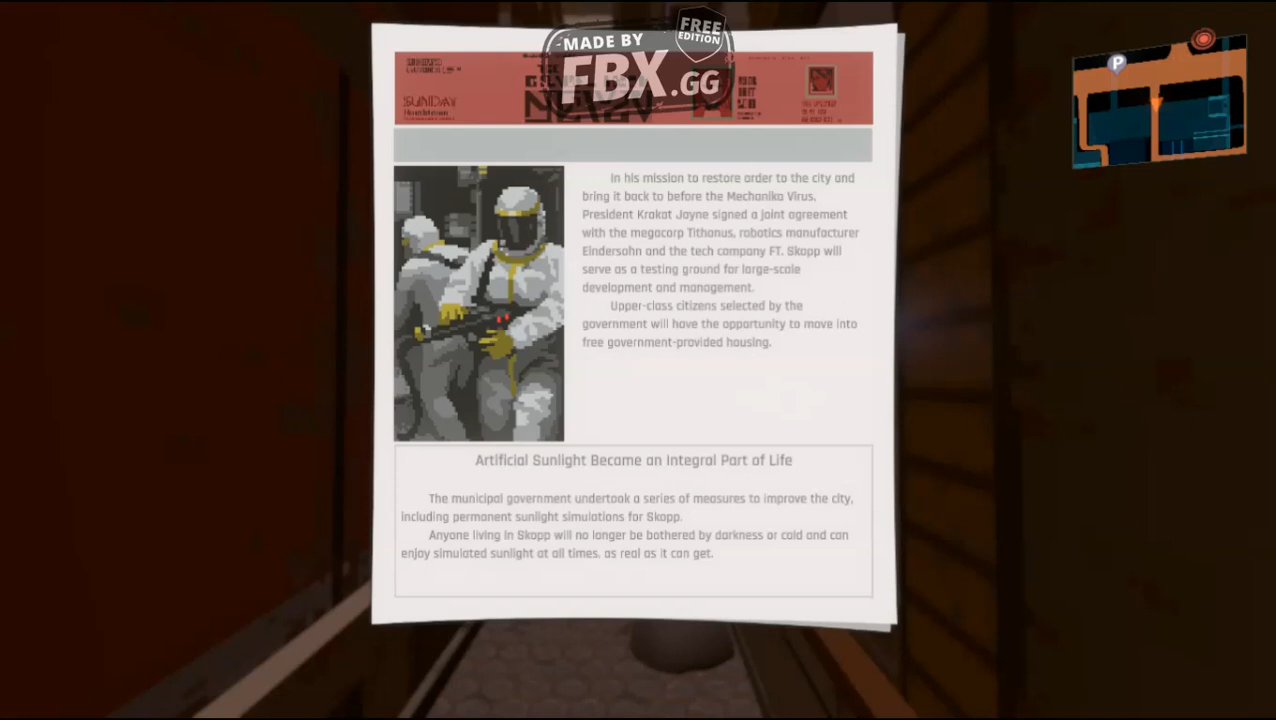 MADE BY
FREE
EDITION
FBX.GG
SUNDAY
P
In his mission to restore order to the city and
bring it back to before the Mechanika Virus,
President Krakat Jayne signed a joint agreement
with the megacorp Tithonus, robotics manufacturer
Eindersohn and the tech company FT. Skopp will
serve as a testing ground for large-scale
development and management.
Upper-class citizens selected by the
government will have the opportunity to move into
free government-provided housing.
Artificial Sunlight Became an Integral Part of Life
The municipal government undertook a series of measures to improve the city,
including permanent sunlight simulations for Skopp.
Anyone living in Skopp will no longer be bothered by darkness or cold and can
enjoy simulated sunlight at all times, as real as it can get.